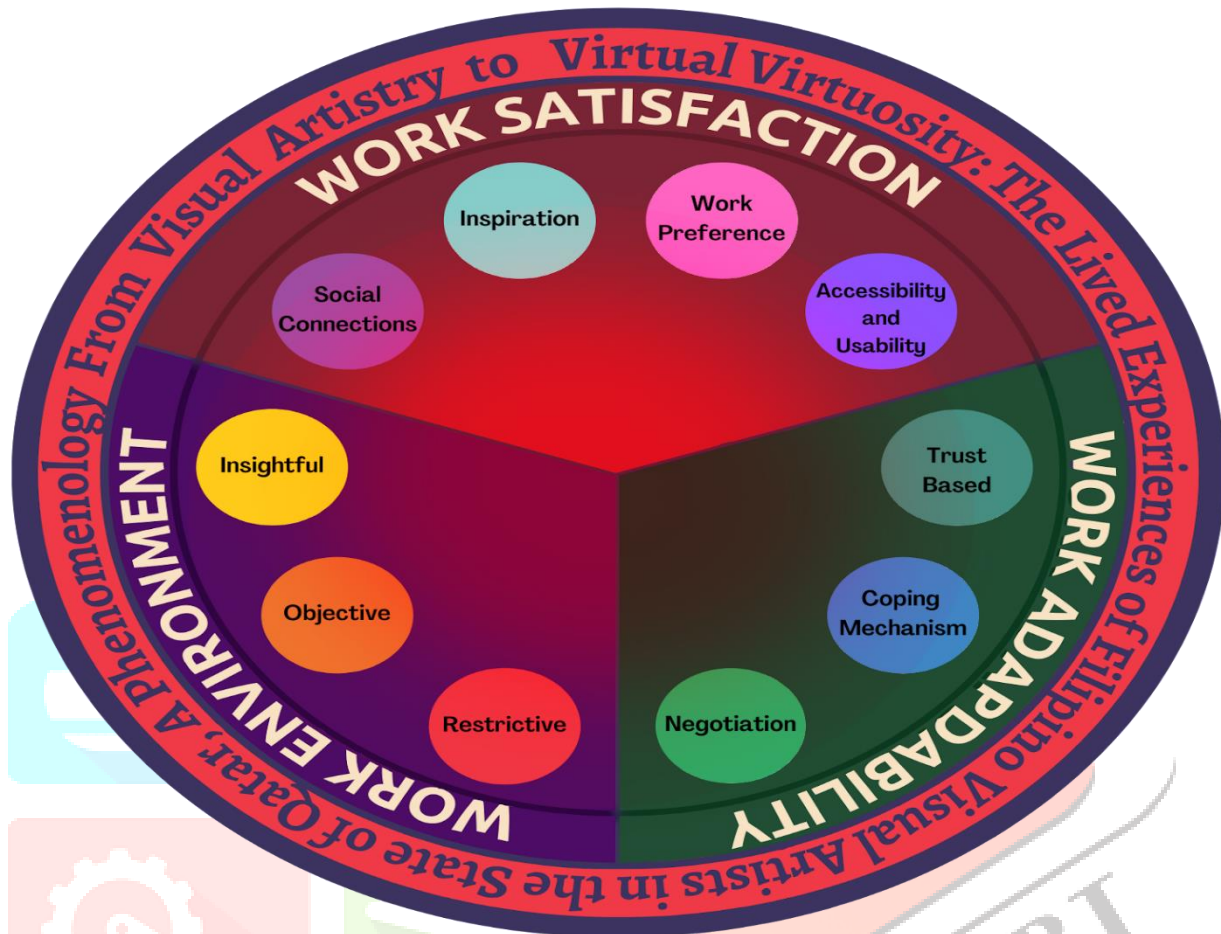 From Visual Artistry to Virtual Virtuosity: The Lived Experiences of Filipino Visual Artists in the State of Qatar, A Phenomenology
WORK SATISFACTION
Inspiration
Work
Preference
Social
Connections
Accessibility
and
Usability
WORK ENVIRONMENT
Insightful
Objective
Restrictive
WORK ADAPDABILITY
Trust
Based
Coping
Mechanism
Negotiation